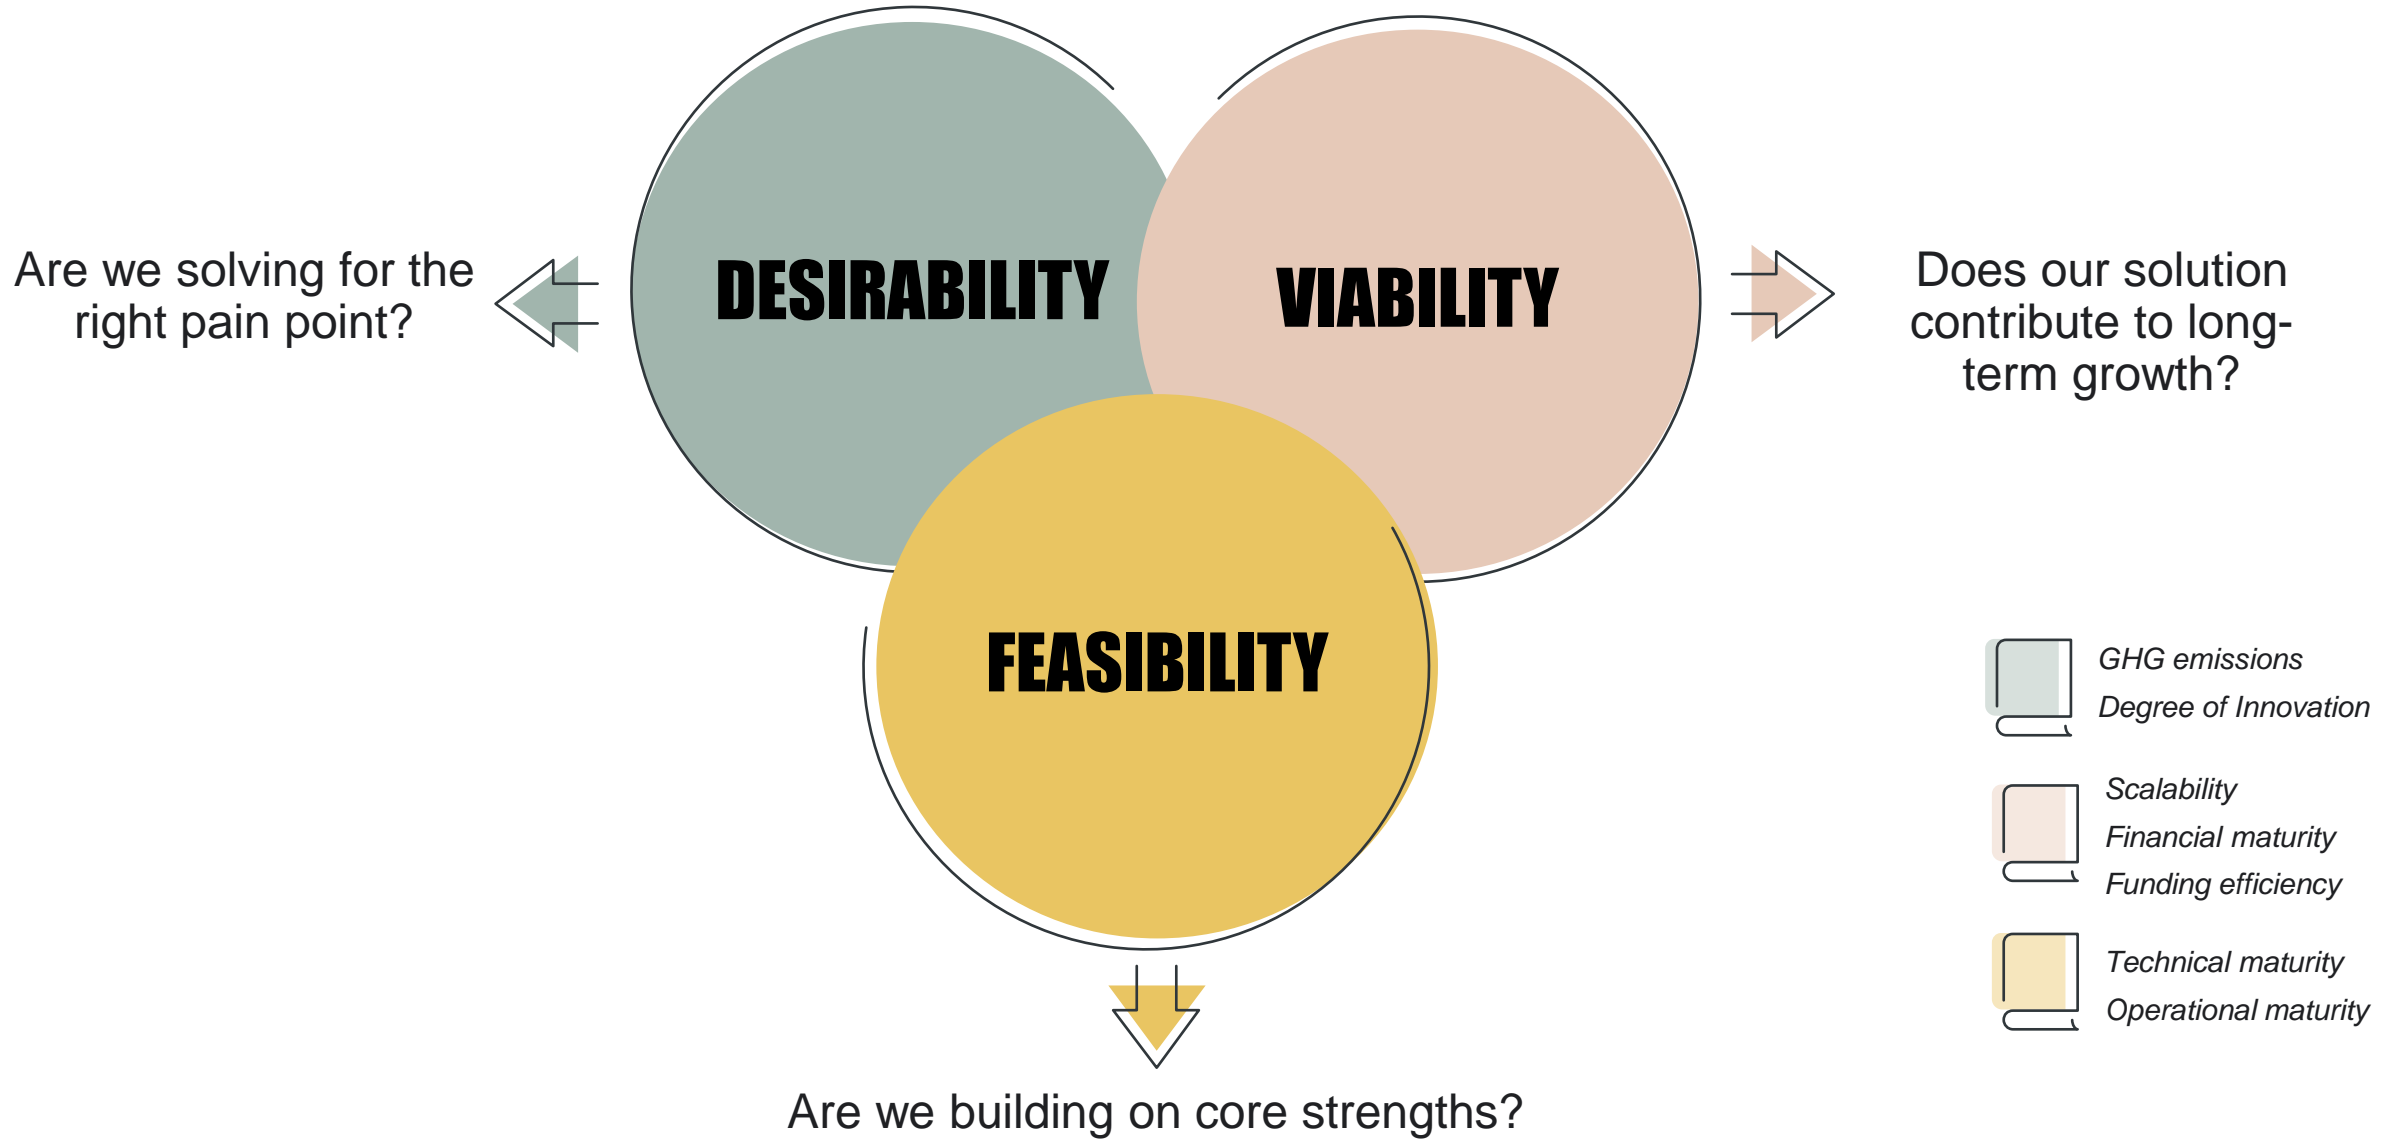 DESIRABILITY
VIABILITY
FEASIBILITY
Are we solving for the
right pain point?
Does our solution
contribute to long-
term growth?
Are we building on core strengths?
GHG emissions
Degree of Innovation
Scalability
Financial maturity
Funding efficiency
Technical maturity
Operational maturity